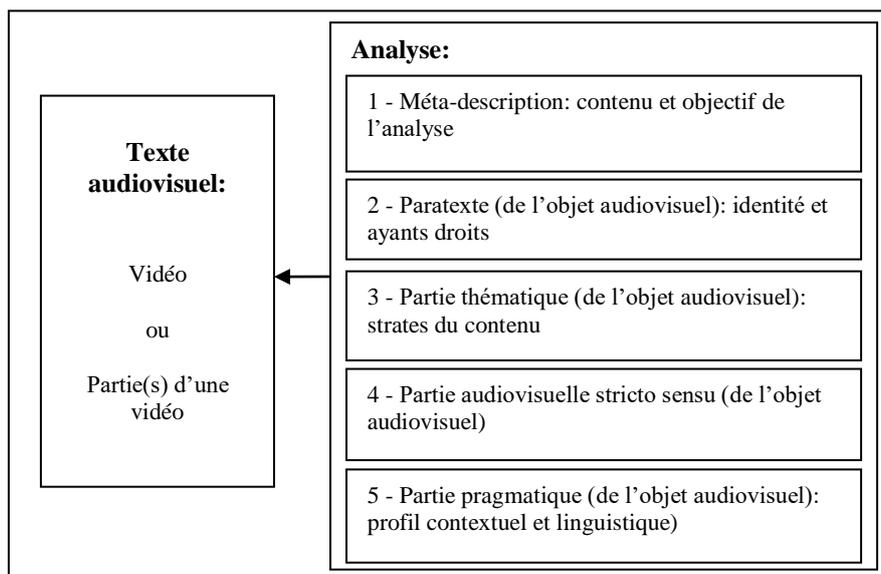 Texte
audiovisuel:
Vidéo
ou
Partie(s) d’une
vidéo
Analyse:
1 - Méta-description: contenu et objectif de
l’analyse
2 - Paratexte (de l’objet audiovisuel): identité et
ayants droits
3 - Partie thématique (de l’objet audiovisuel):
strates du contenu
4 - Partie audiovisuelle stricto sensu (de l’objet
audiovisuel)
5 - Partie pragmatique (de l’objet audiovisuel):
profil contextuel et linguistique)